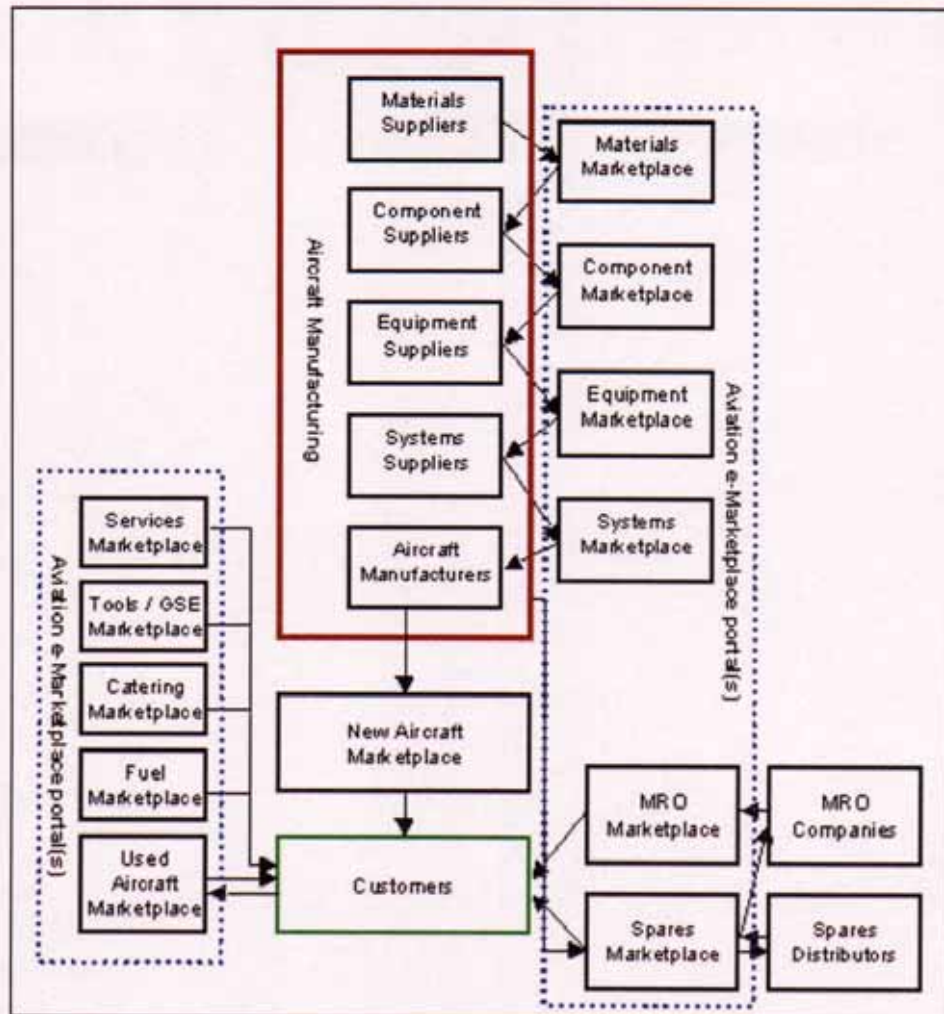 Materials
Suppliers
Materials
Marketplace
Component
Suppliers
Component
Marketplace
Equipment
Suppliers
Equipment
Marketplace
Systems
Suppliers
Systems
Marketplace
Aircraft
Manufacturers
Aircraft Manufacturing
Aviation e-Marketplace portal(s)
Services
Marketplace
Tools / GSE
Marketplace
Catering
Marketplace
Fuel
Marketplace
Used
Aircraft
Marketplace
Aviation e-Marketplace portal(s)
New Aircraft
Marketplace
Customers
MRO
Marketplace
MRO
Companies
Spares
Marketplace
Spares
Distributors